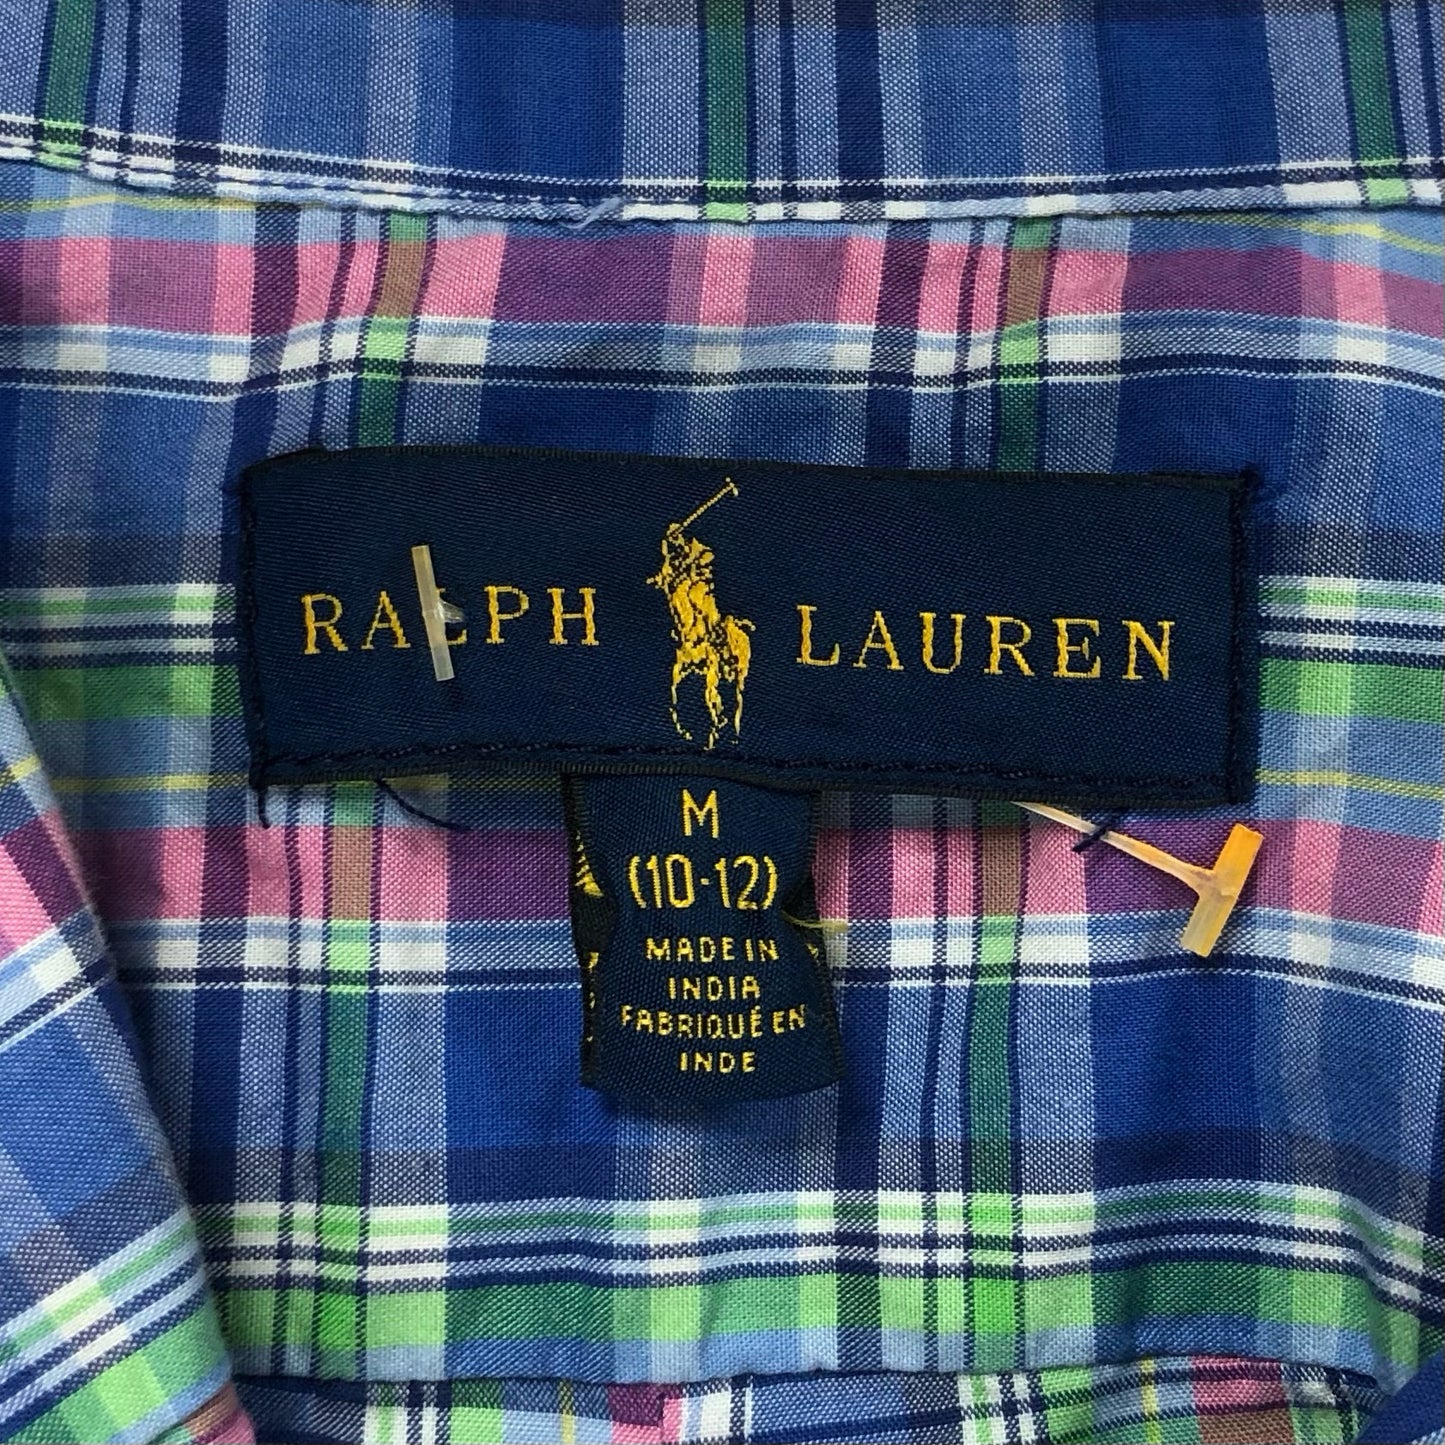 RALPH LAUREN
M
(10-12)
MADE IN
INDIA
FABRIQUÉ EN
INDE